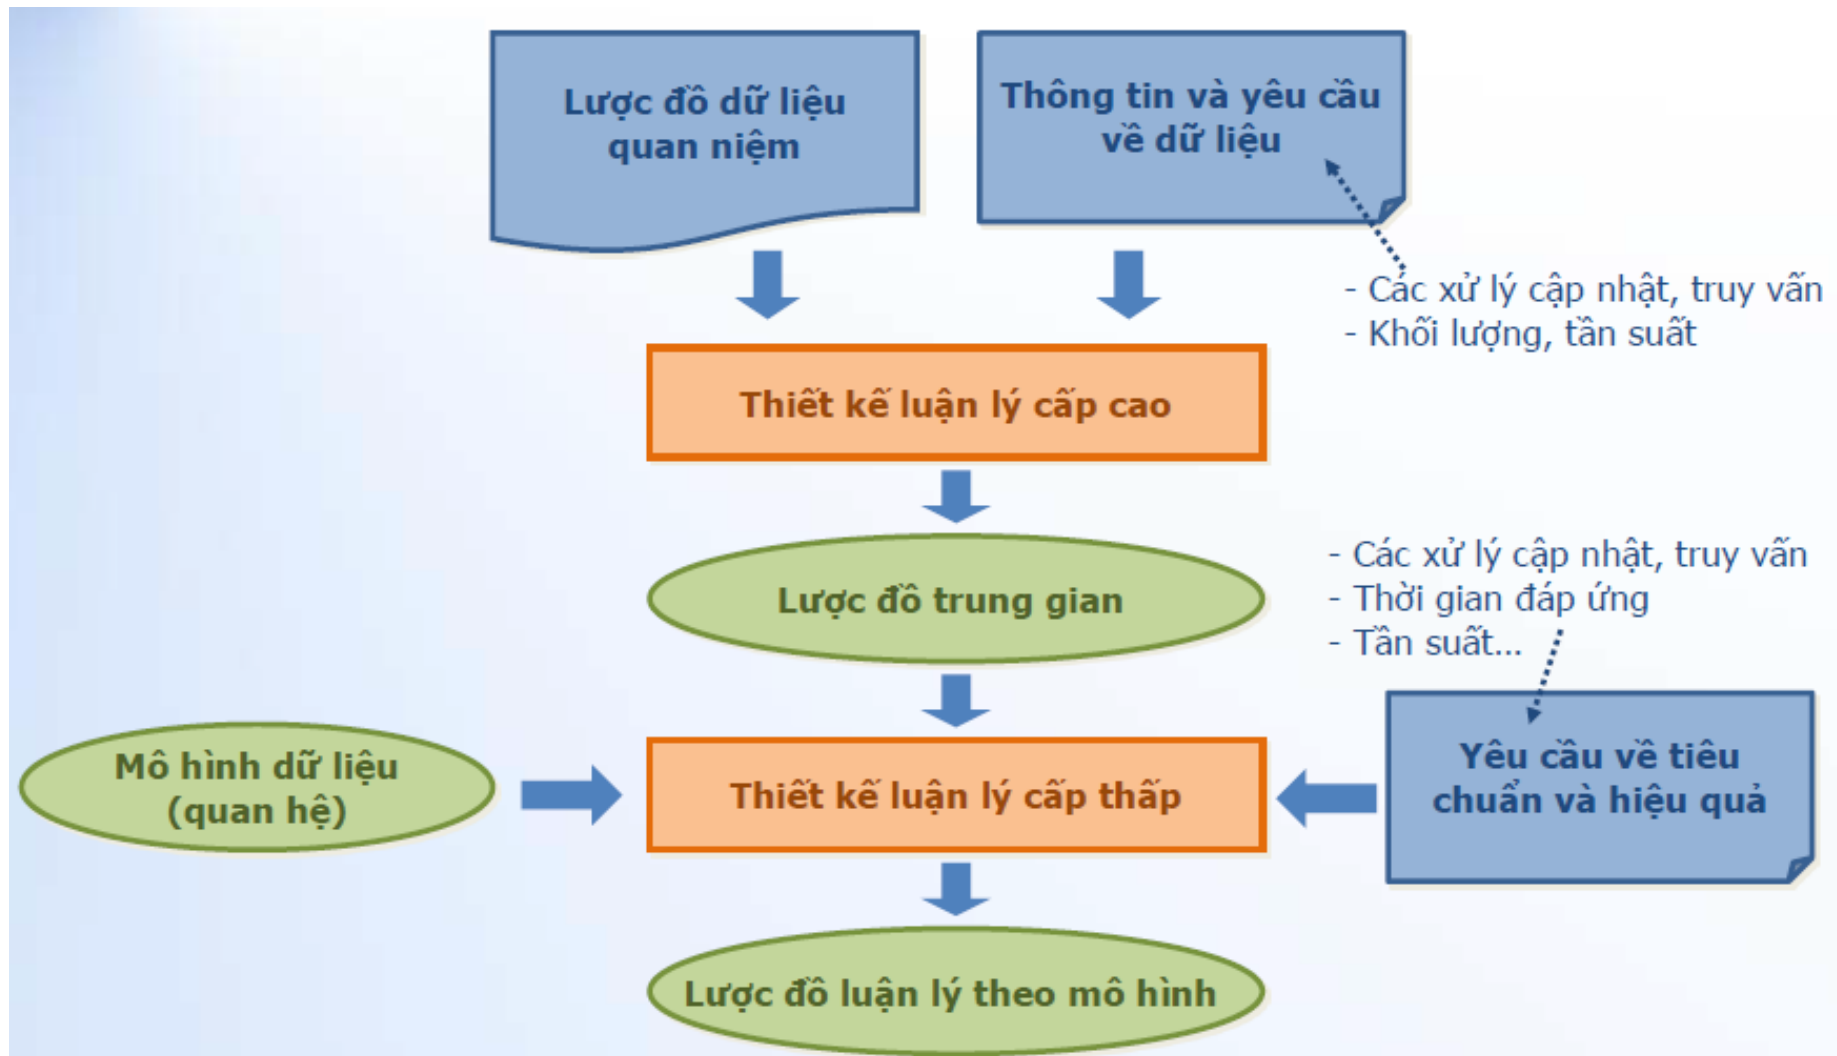 Lược đồ dữ liệu
quan niệm
Thông tin và yêu cầu
về dữ liệu
- Các xử lý cập nhật, truy vấn
- Khối lượng, tần suất
Thiết kế luận lý cấp cao
Lược đồ trung gian
- Các xử lý cập nhật, truy vấn
- Thời gian đáp ứng
- Tần suất...
Mô hình dữ liệu
(quan hệ)
Thiết kế luận lý cấp thấp
Yêu cầu về tiêu
chuẩn và hiệu quả
Lược đồ luận lý theo mô hình